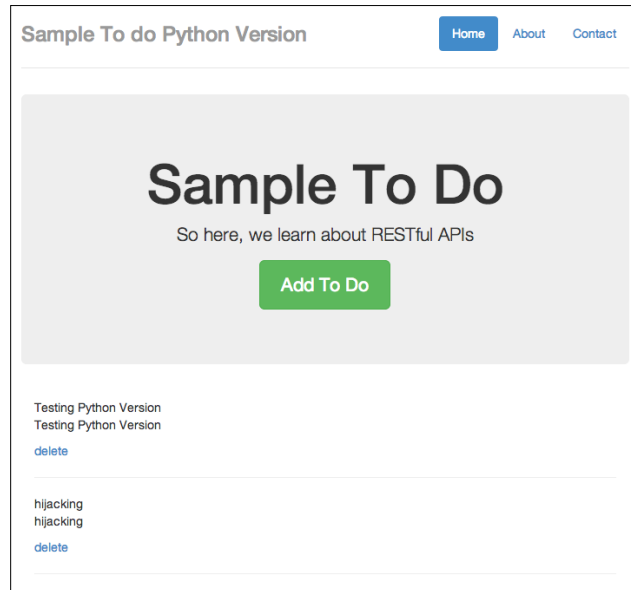 Sample To do Python Version
Home About Contact
Sample To Do
So here, we learn about RESTful APIs
Add To Do
Testing Python Version
Testing Python Version
delete
hijacking
hijacking
delete